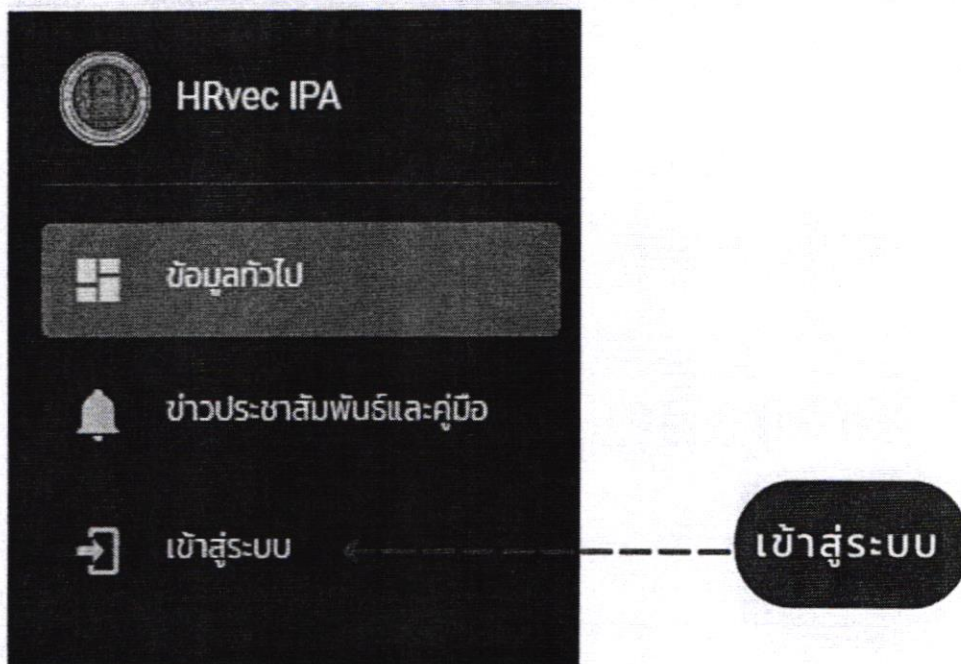 HRvec IPA
ข้อมูลทั่วไป
ข่าวประชาสัมพันธ์และคู่มือ
เข้าสู่ระบบ
เข้าสู่ระบบ